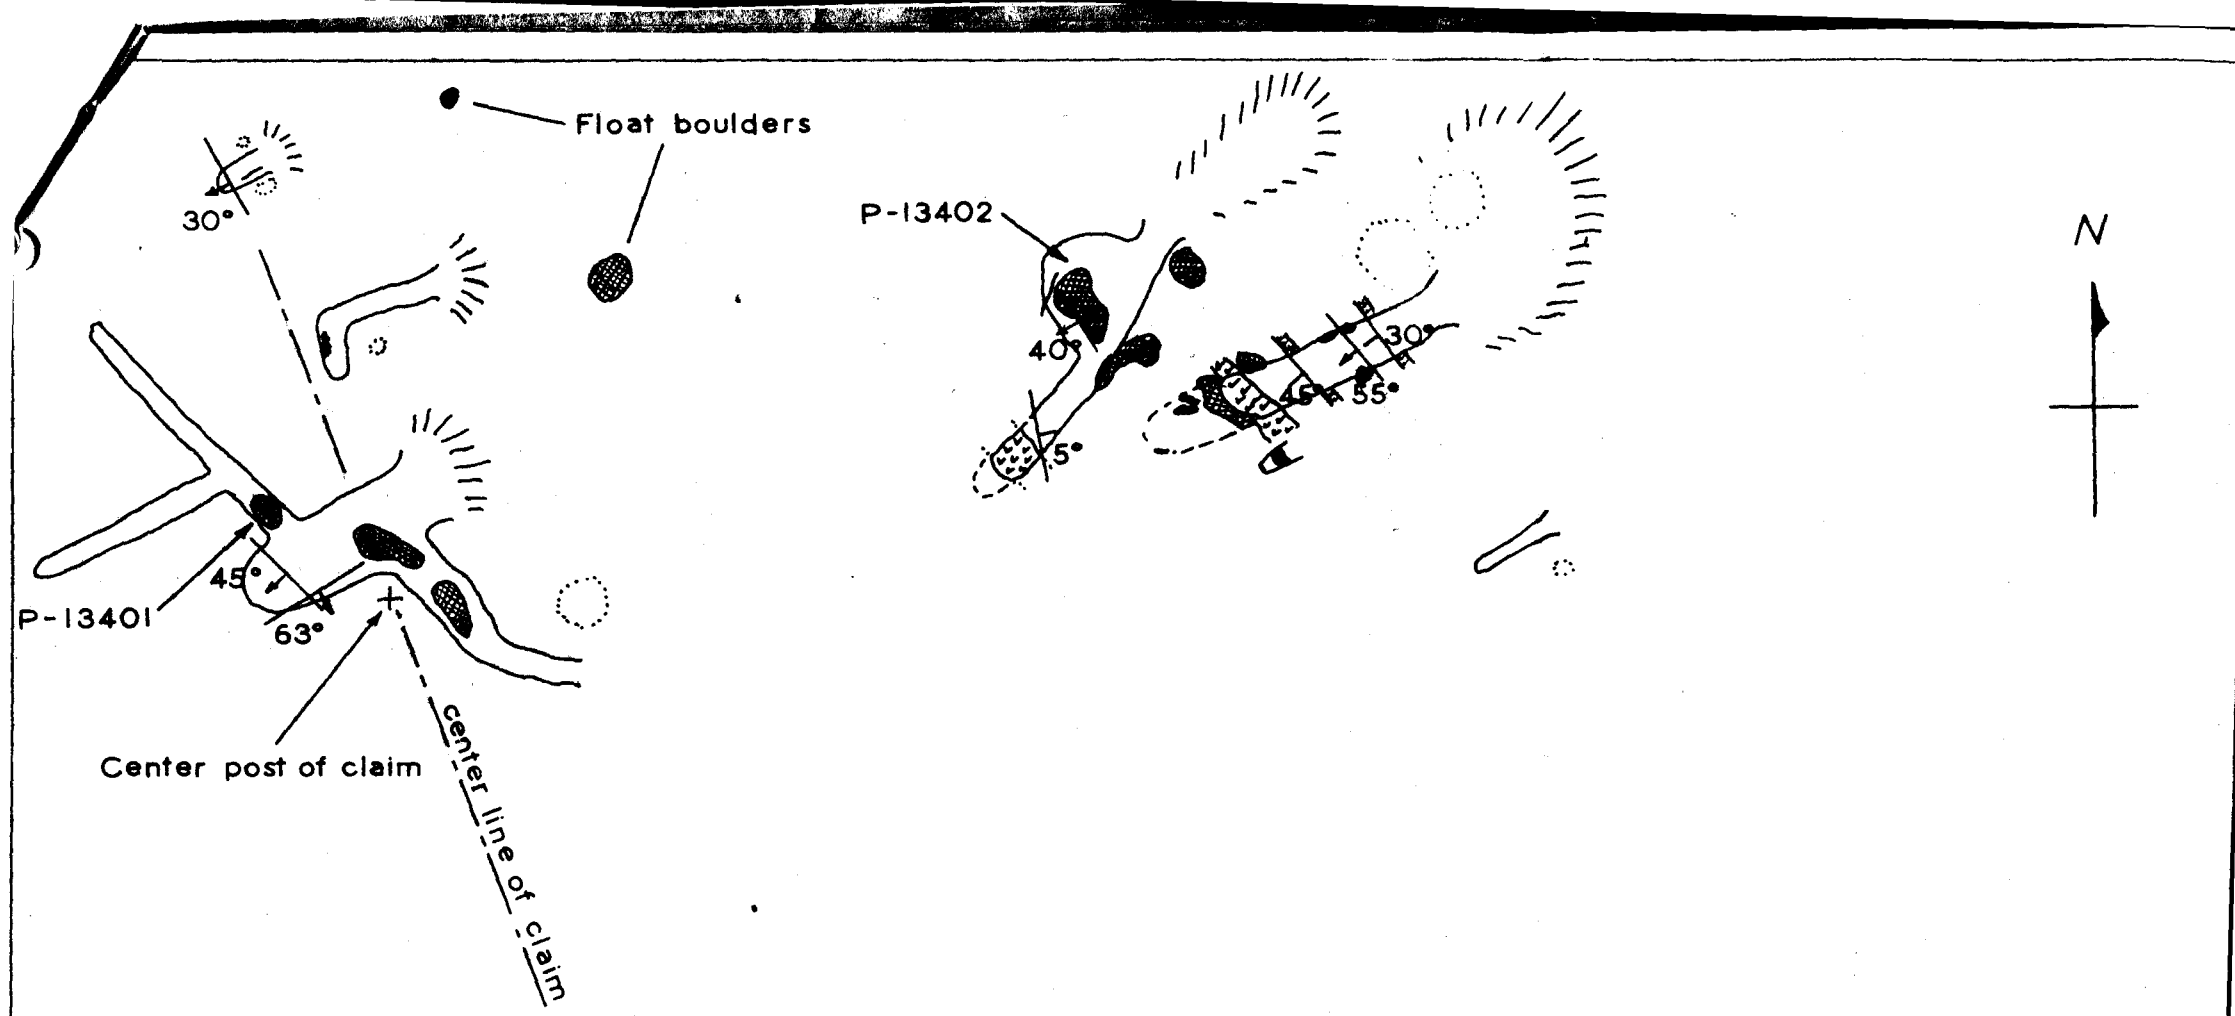 Float boulders
30°
P-13402
N
40°
30°
45°
55°
5°
45°
P-13401
63°
Center post of claim
center line of claim